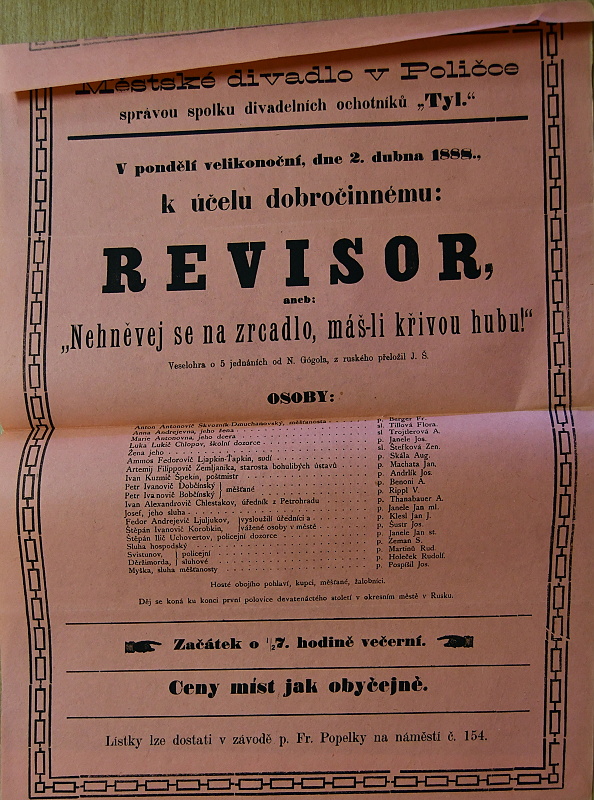 Městské divadlo v Poličce
správou spolku divadelních ochotníků „Tyl.“
V pondělí velikonoční, dne 2. dubna 1888.,
k účelu dobročinnému:
REVISOR,
aneb:
„Nehněvej se na zrcadlo, máš-li křivou hubu!“
Veselohra o 5 jednáních od N. Gógola, z ruského přeložil J. Š.
OSOBY:
Anton Antonovič Skvozník Dmuchanovský, měšťanosta p. Berger Fr.
Anna Andrejevna, jeho žena sl. Tillová Flora.
Marie Antonovna, jeho dcera sl. Trojderová A.
Luka Lukič Chlopov, školní dozorce p. Janele Jos.
Žena jeho sl. Štefková Žen.
Ammos Fedorovič Ljapkin-Ťapkin, sudí p. Skála Aug.
Artemij Filippovič Zemljanika, starosta bohulibých ústavů p. Machata Jan.
Ivan Kuzmič Špekin, poštmistr p. Andrlík Jos.
Petr Ivanovič Dobčinský } měšťané p. Benoni A.
Petr Ivanovič Bobčinský p. Rippl V.
Ivan Alexandrovič Chlestakov, úředník z Petrohradu p. Thanabauer A.
Josef, jeho sluha p. Janele Jan ml.
Fedor Andrejevič Ljuljukov, } vysloužilí úředníci a p. Klesl Jan J.
Štěpán Ivanovič Korobkin, vážené osoby v městě p. Šustr Jos.
Štěpán Ilič Uchovertov, policejní dozorce p. Janele Jan st.
Sluha hospodský p. Zeman S.
Svistunov, } policejní p. Martinů Rud.
Děržimorda, sluhové p. Holeček Rudolf.
Myška, sluha měšťanosty p. Pospíšil Jos.
Hosté obojího pohlaví, kupci, měšťané, žalobníci.
Děj se koná ku konci první polovice devatenáctého století v okresním městě v Rusku.
Začátek o ½7. hodině večerní.
Ceny míst jak obyčejně.
Lístky lze dostati v závodě p. Fr. Popelky na náměstí č. 154.